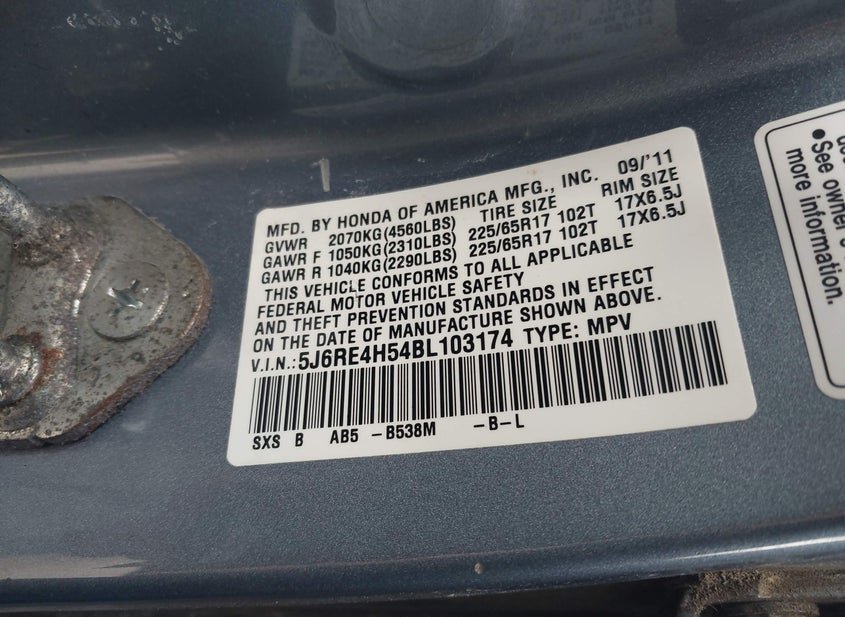 MFD. BY HONDA OF AMERICA MFG., INC. 09/'11
GVWR 2070KG(4560LBS) TIRE SIZE RIM SIZE
GAWR F 1050KG(2310LBS) 225/65R17 102T 17X6.5J
GAWR R 1040KG(2290LBS) 225/65R17 102T 17X6.5J
THIS VEHICLE CONFORMS TO ALL APPLICABLE
FEDERAL MOTOR VEHICLE SAFETY
AND THEFT PREVENTION STANDARDS IN EFFECT
ON THE DATE OF MANUFACTURE SHOWN ABOVE.
V.I.N.:5J6RE4H54BL103174 TYPE: MPV
SXS B AB5 -B538M -B-L
•See owner's
more information.